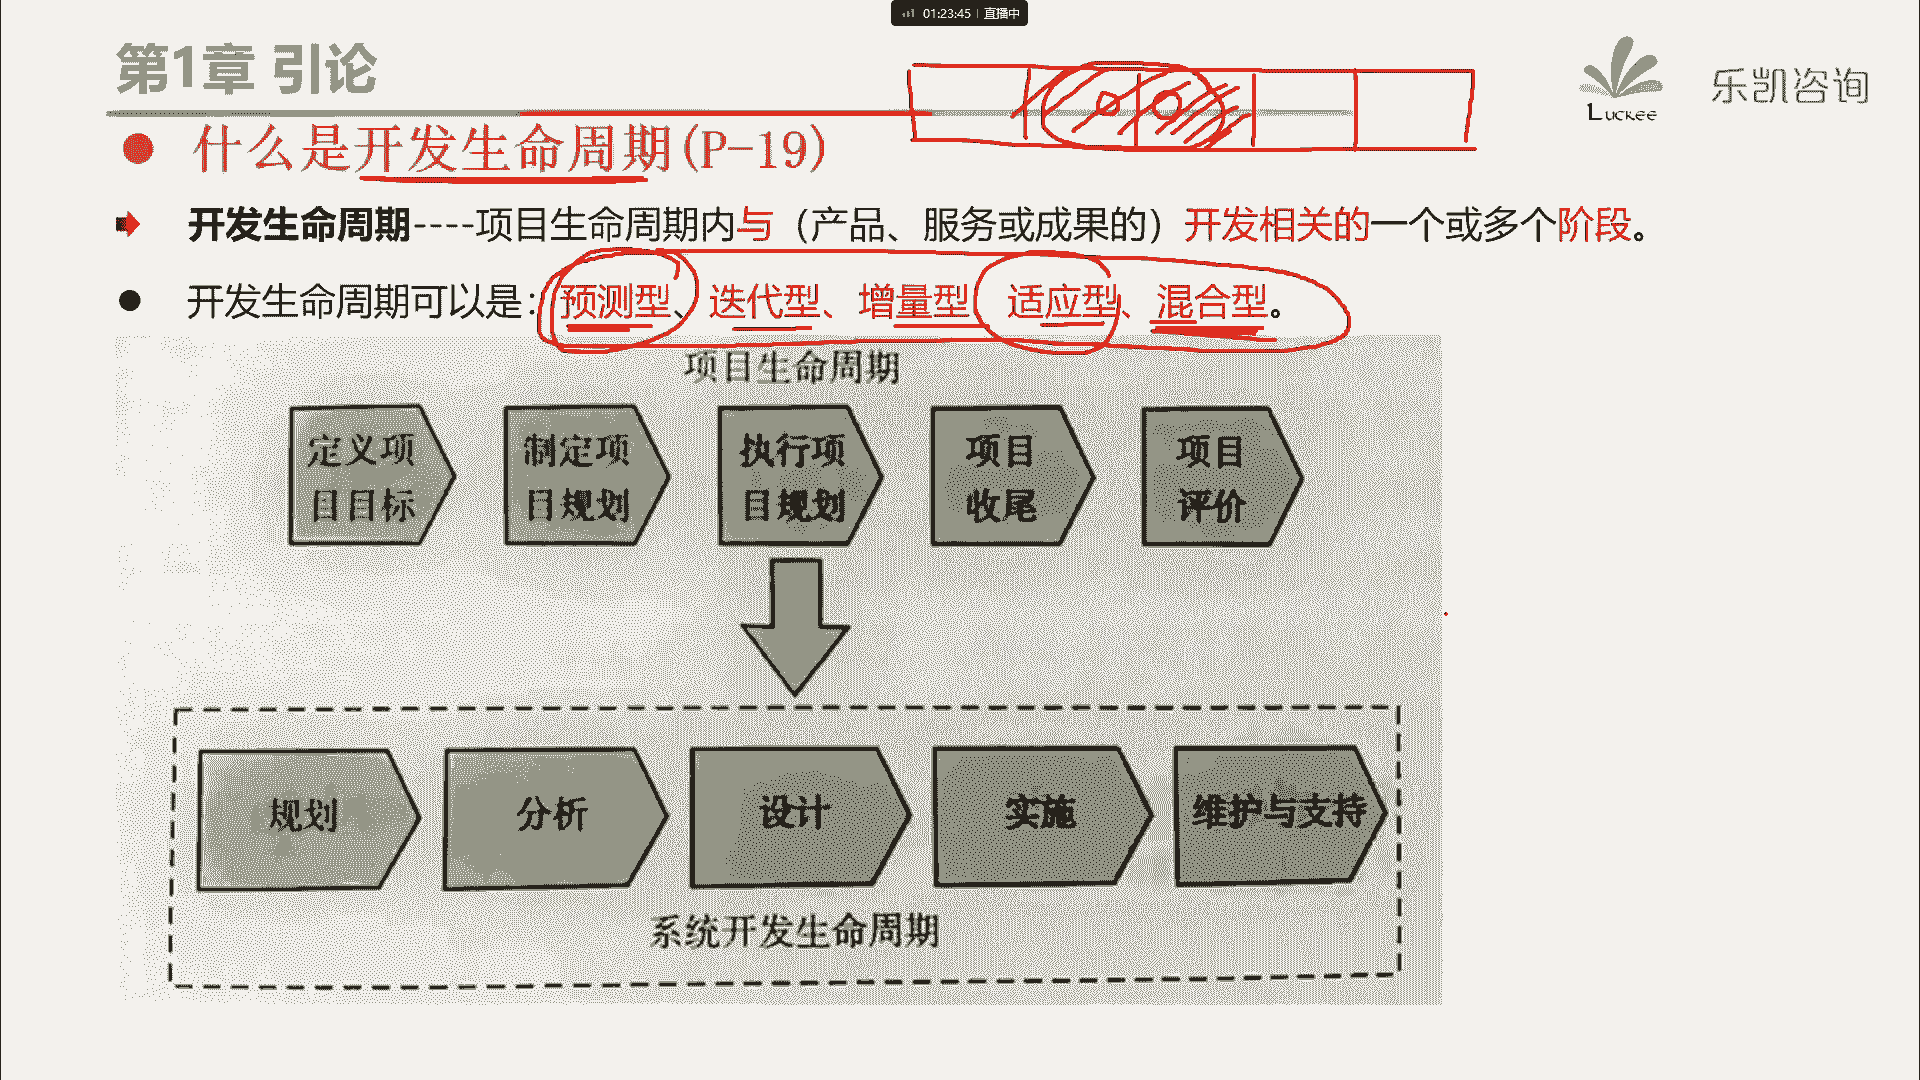 01:23:45 | 直播中
第1章 引论
LUCKEE
乐凯咨询
什么是开发生命周期(P-19)
开发生命周期----项目生命周期内与（产品、服务或成果的）开发相关的一个或多个阶段。
开发生命周期可以是：预测型、迭代型、增量型 适应型、混合型。
项目生命周期
定义项目目标
制定项目规划
执行项目规划
项目收尾
项目评价
规划
分析
设计
实施
维护与支持
系统开发生命周期